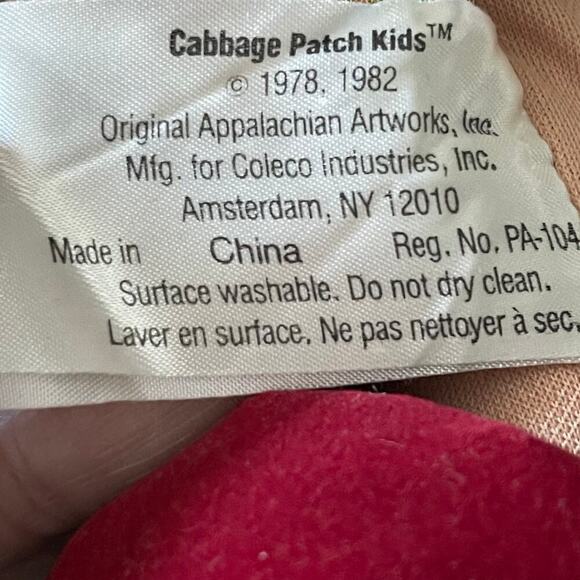 Cabbage Patch Kids™
© 1978, 1982
Original Appalachian Artworks, Inc.
Mfg. for Coleco Industries, Inc.
Amsterdam, NY 12010
Made in China Reg. No. PA-104
Surface washable. Do not dry clean.
Laver en surface. Ne pas nettoyer à sec.